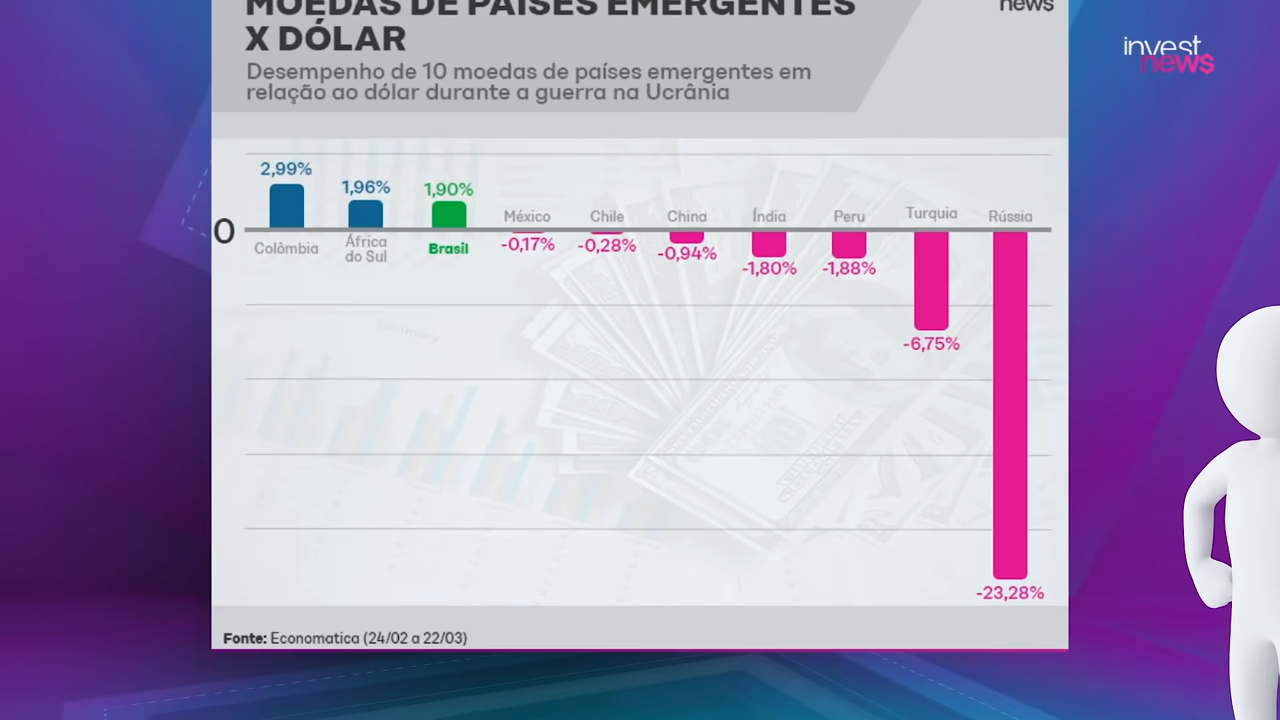 MOEDAS DE PAÍSES EMERGENTES
X DÓLAR
news
invest
news
Desempenho de 10 moedas de países emergentes em
relação ao dólar durante a guerra na Ucrânia
2,99%
1,96%
1,90%
México
Chile
China
Índia
Peru
Turquia
Rússia
0
Colômbia
África
do Sul
Brasil
-0,17%
-0,28%
-0,94%
-1,80%
-1,88%
-6,75%
-23,28%
Summary
Fonte: Economatica (24/02 a 22/03)